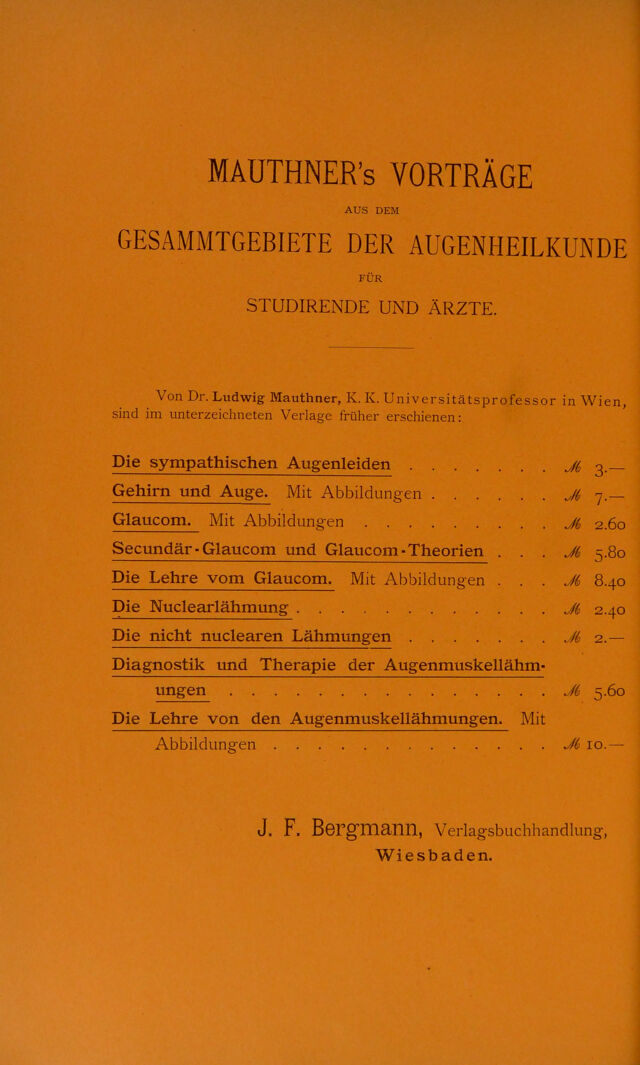 MAUTHNER's VORTRÄGE
AUS DEM
GESAMMTGEBIETE DER AUGENHEILKUNDE
FÜR
STUDIRENDE UND ÄRZTE.
Von Dr. Ludwig Mauthner, K. K. Universitätsprofessor in Wien,
sind im unterzeichneten Verlage früher erschienen:
Die sympathischen Augenleiden . . . . . . . ℳ 3.—
Gehirn und Auge. Mit Abbildungen . . . . . . ℳ 7.—
Glaucom. Mit Abbildungen . . . . . . . . . ℳ 2.60
Secundär-Glaucom und Glaucom-Theorien . . . ℳ 5.80
Die Lehre vom Glaucom. Mit Abbildungen . . . ℳ 8.40
Die Nuclearlähmung . . . . . . . . . . . . ℳ 2.40
Die nicht nuclearen Lähmungen . . . . . . . ℳ 2.—
Diagnostik und Therapie der Augenmuskellähm-
ungen . . . . . . . . . . . . . . . ℳ 5.60
Die Lehre von den Augenmuskellähmungen. Mit
Abbildungen . . . . . . . . . . . . . ℳ 10.—
J. F. Bergmann, Verlagsbuchhandlung,
Wiesbaden.